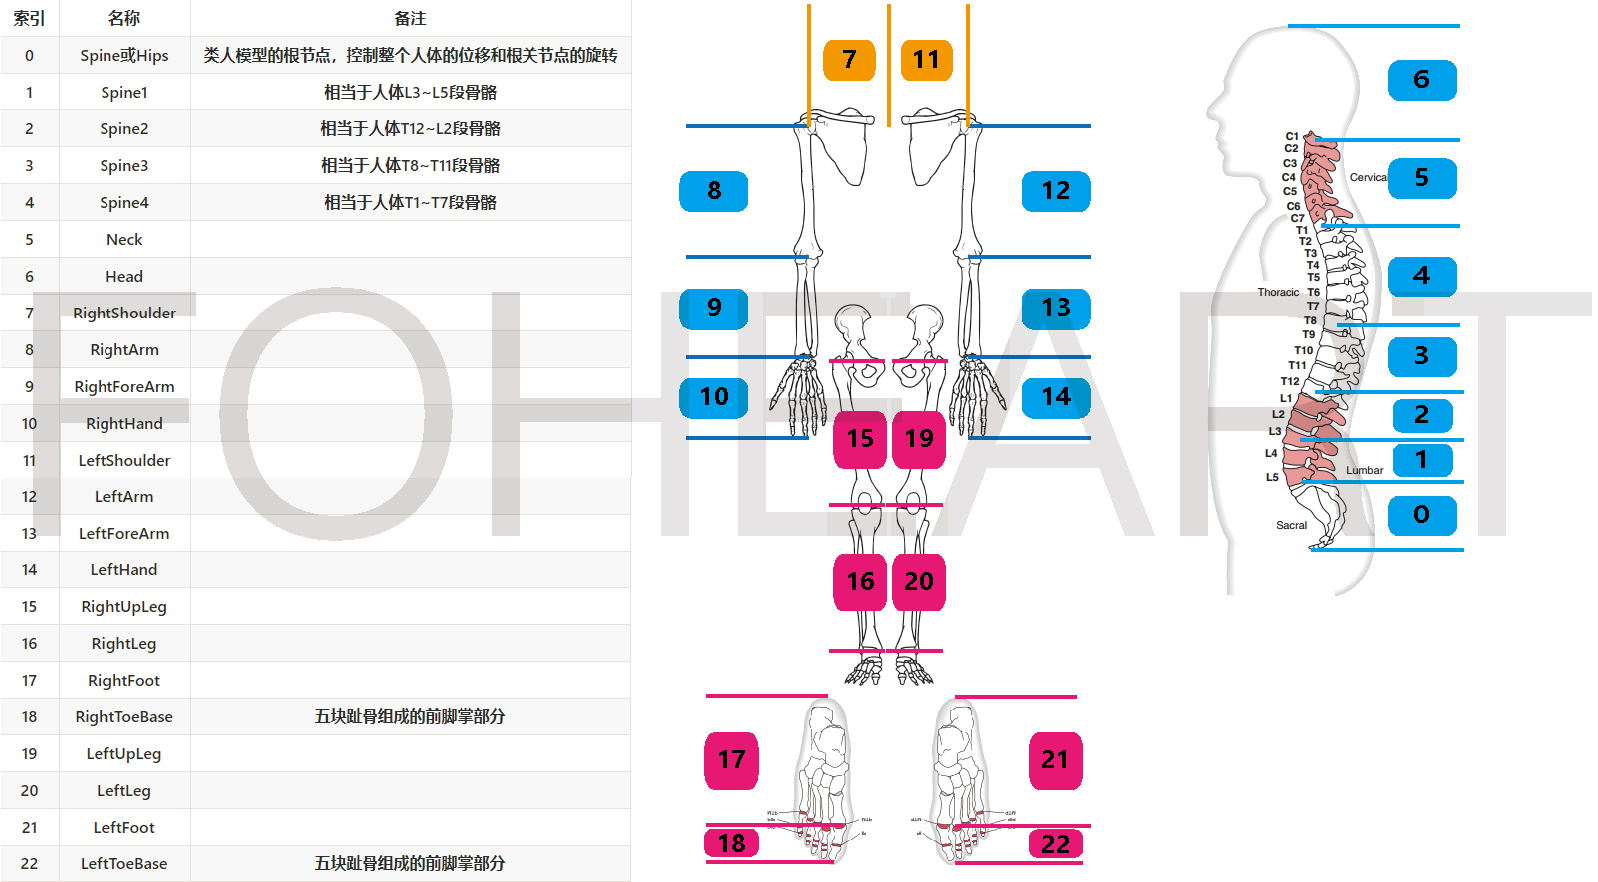 索引 名称 备注
0 Spine或Hips 类人模型的根节点，控制整个人体的位移和根关节点的旋转
1 Spine1 相当于人体L3~L5段骨骼
2 Spine2 相当于人体T12~L2段骨骼
3 Spine3 相当于人体T8~T11段骨骼
4 Spine4 相当于人体T1~T7段骨骼
5 Neck
6 Head
7 RightShoulder
8 RightArm
9 RightForeArm
10 RightHand
11 LeftShoulder
12 LeftArm
13 LeftForeArm
14 LeftHand
15 RightUpLeg
16 RightLeg
17 RightFoot
18 RightToeBase 五块趾骨组成的前脚掌部分
19 LeftUpLeg
20 LeftLeg
21 LeftFoot
22 LeftToeBase 五块趾骨组成的前脚掌部分
FOHEART
7 11
8 12
9 13
10 14
15 19
16 20
17 21
18 22
MTP
MTP
MTP
MTP
6
C1
C2
C3
C4 Cervical 5
C5
C6
C7
T1
T2
T3
T4
T5 4
Thoracic T6
T7
T8
T9
T10 3
T11
T12
L1
L2 2
L3
L4 1
Lumbar
L5
0
Sacral